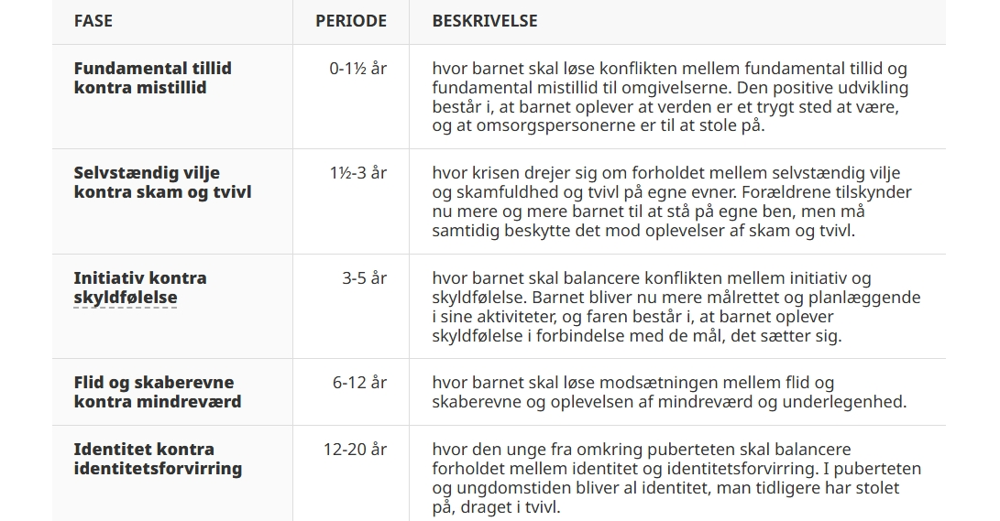 FASE PERIODE BESKRIVELSE
Fundamental tillid 0-1½ år hvor barnet skal løse konflikten mellem fundamental tillid og
kontra mistillid fundamental mistillid til omgivelserne. Den positive udvikling
består i, at barnet oplever at verden er et trygt sted at være,
og at omsorgspersonerne er til at stole på.
Selvstændig vilje 1½-3 år hvor krisen drejer sig om forholdet mellem selvstændig vilje
kontra skam og tvivl og skamfuldhed og tvivl på egne evner. Forældrene tilskynder
nu mere og mere barnet til at stå på egne ben, men må
samtidig beskytte det mod oplevelser af skam og tvivl.
Initiativ kontra 3-5 år hvor barnet skal balancere konflikten mellem initiativ og
skyldfølelse skyldfølelse. Barnet bliver nu mere målrettet og planlæggende
i sine aktiviteter, og faren består i, at barnet oplever
skyldfølelse i forbindelse med de mål, det sætter sig.
Flid og skaberevne 6-12 år hvor barnet skal løse modsætningen mellem flid og
kontra mindreværd skaberevne og oplevelsen af mindreværd og underlegenhed.
Identitet kontra 12-20 år hvor den unge fra omkring puberteten skal balancere
identitetsforvirring forholdet mellem identitet og identitetsforvirring. I puberteten
og ungdomstiden bliver al identitet, man tidligere har stolet
på, draget i tvivl.